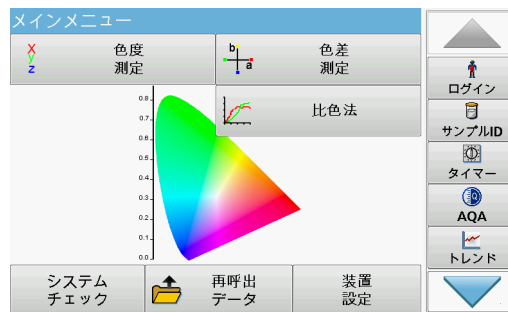 メインメニュー
X
y
z
色度
測定
b
a
色差
測定
比色法
0.8
0.7
0.6
0.5
0.4
0.3
0.2
0.1
0.0
システム
チェック
再呼出
データ
装置
設定
ログイン
サンプルID
タイマー
AQA
トレンド